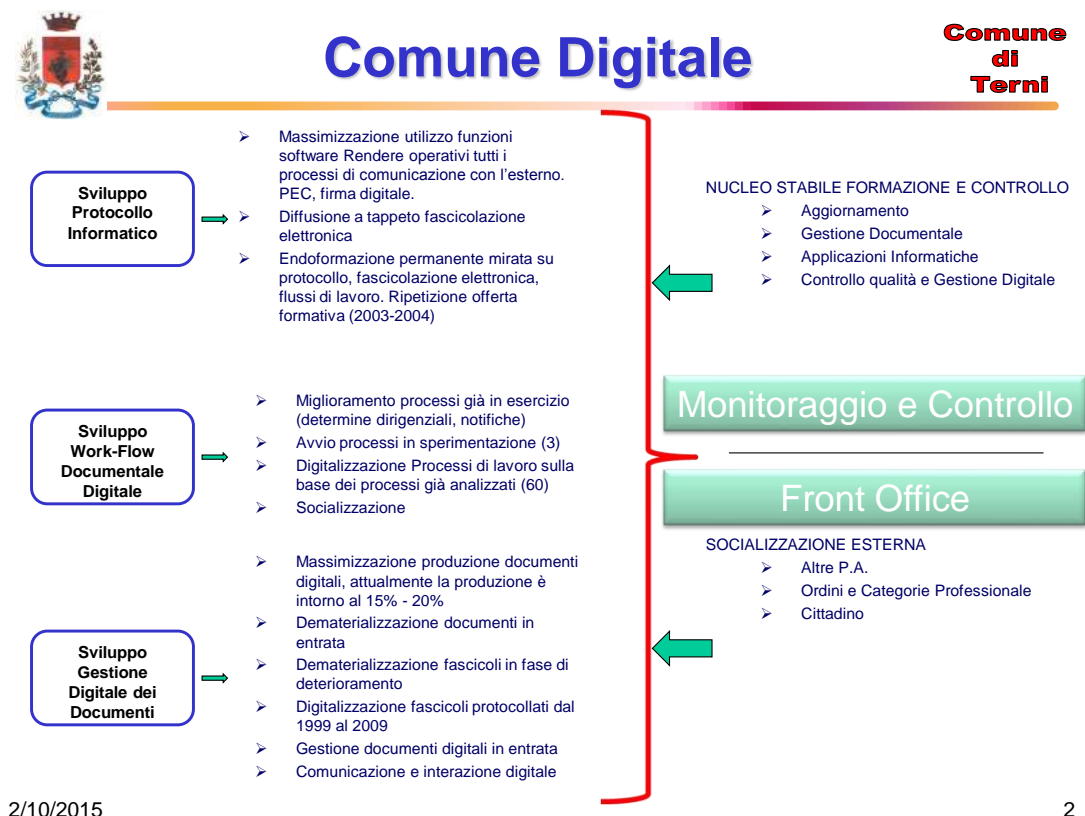 Comune Digitale
Comune
di
Terni
Sviluppo
Protocollo
Informatico
Massimizzazione utilizzo funzioni
software Rendere operativi tutti i
processi di comunicazione con l'esterno.
PEC, firma digitale.
Diffusione a tappeto fascicolazione
elettronica
Endoformazione permanente mirata su
protocollo, fascicolazione elettronica,
flussi di lavoro. Ripetizione offerta
formativa (2003-2004)
Sviluppo
Work-Flow
Documentale
Digitale
Miglioramento processi già in esercizio
(determine dirigenziali, notifiche)
Avvio processi in sperimentazione (3)
Digitalizzazione Processi di lavoro sulla
base dei processi già analizzati (60)
Socializzazione
Sviluppo
Gestione
Digitale dei
Documenti
Massimizzazione produzione documenti
digitali, attualmente la produzione è
intorno al 15% - 20%
Dematerializzazione documenti in
entrata
Dematerializzazione fascicoli in fase di
deterioramento
Digitalizzazione fascicoli protocollati dal
1999 al 2009
Gestione documenti digitali in entrata
Comunicazione e interazione digitale
NUCLEO STABILE FORMAZIONE E CONTROLLO
Aggiornamento
Gestione Documentale
Applicazioni Informatiche
Controllo qualità e Gestione Digitale
Monitoraggio e Controllo
Front Office
SOCIALIZZAZIONE ESTERNA
Altre P.A.
Ordini e Categorie Professionale
Cittadino
2/10/2015
2